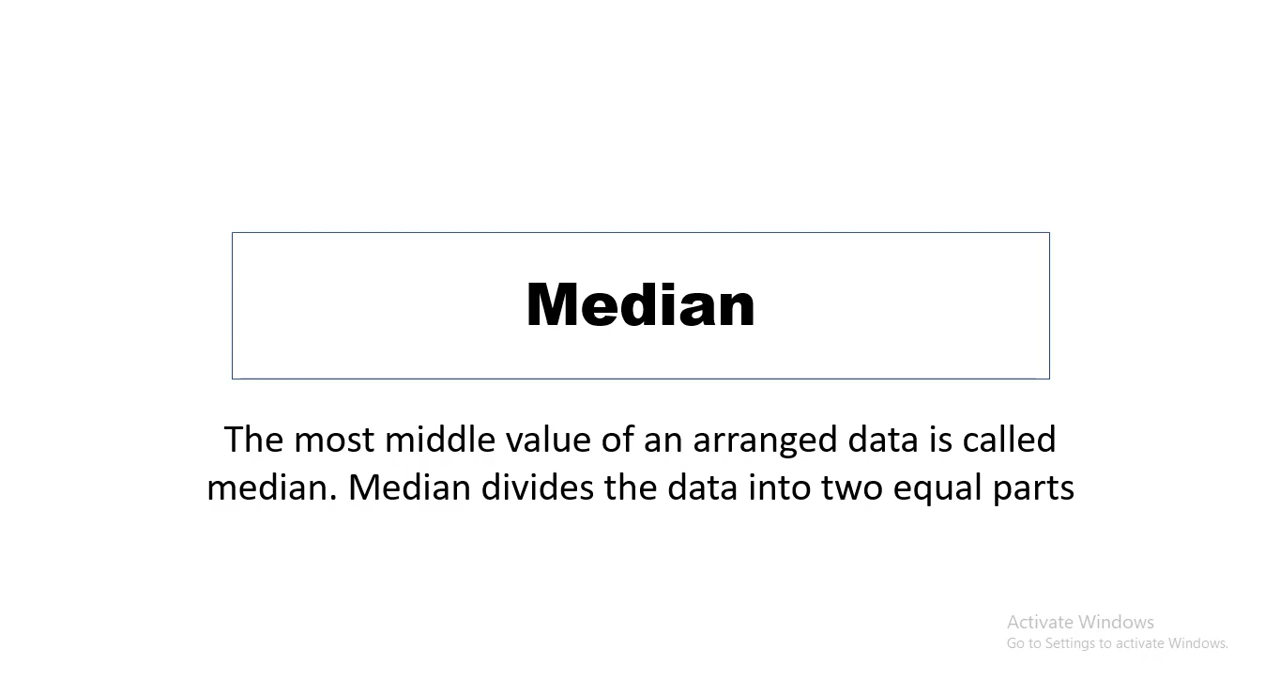 Median
The most middle value of an arranged data is called
median. Median divides the data into two equal parts
Activate Windows
Go to Settings to activate Windows.